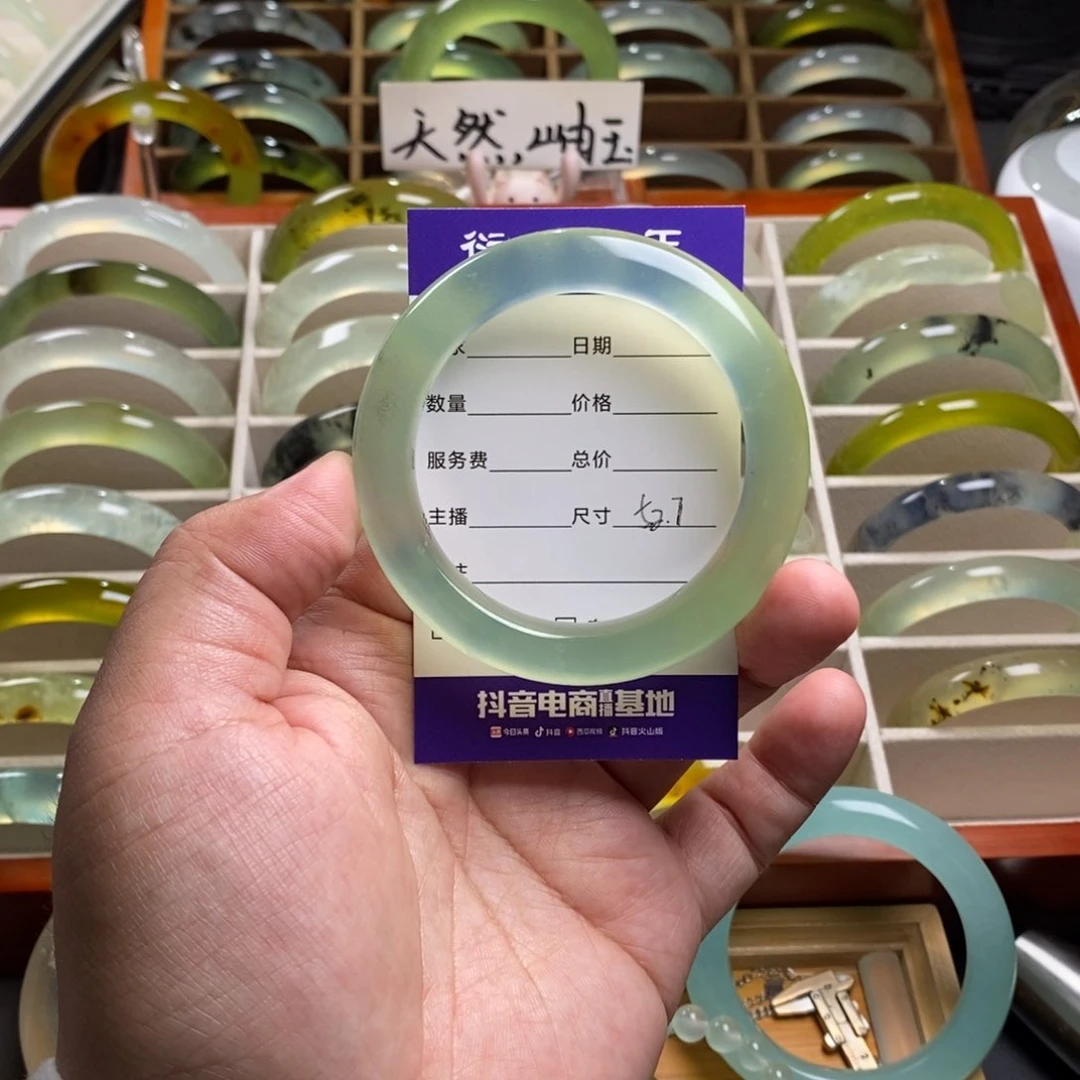 天然岫玉
日期
数量 价格
服务费 总价
主播 尺寸
抖音电商直播基地
今日头条 抖音 西瓜视频 抖音火山版